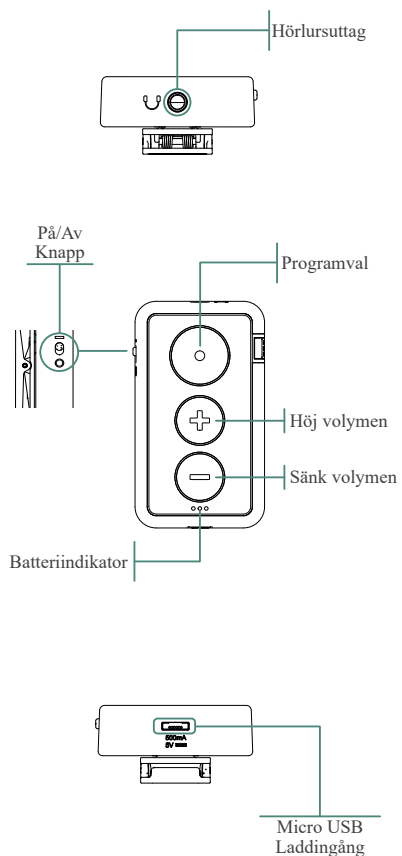 Hörlursuttag
På/Av
Knapp
Programval
Höj volymen
Sänk volymen
Batteriindikator
500mA
5V
Micro USB
Laddingång